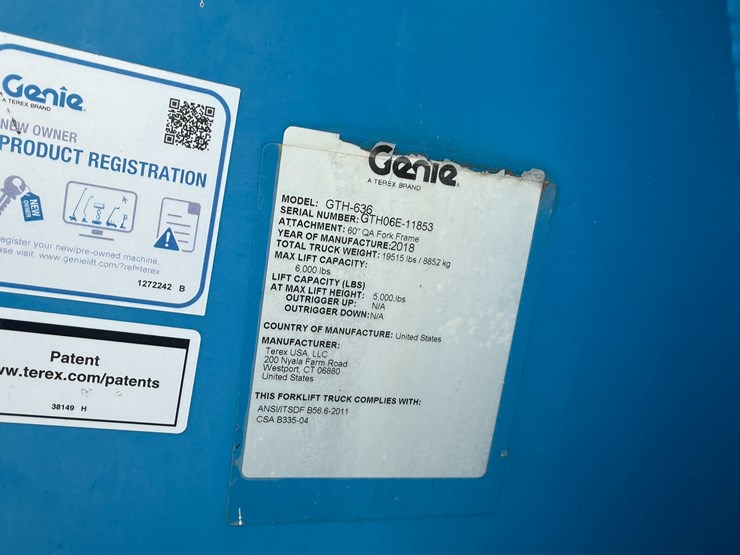 Genie
A TEREX BRAND
NEW OWNER
PRODUCT REGISTRATION
NEW
OWNER
register your new/pre-owned machine.
ase visit www.genielift.com/?ref=terex
1272242 B
Patent
ww.terex.com/patents
38149 H
Genie
A TEREX BRAND
MODEL: GTH-636
SERIAL NUMBER: GTH06E-11853
ATTACHMENT: 60" QA Fork Frame
YEAR OF MANUFACTURE: 2018
TOTAL TRUCK WEIGHT: 19515 lbs / 8852 kg
MAX LIFT CAPACITY:
6,000 lbs
LIFT CAPACITY (LBS)
AT MAX LIFT HEIGHT: 5,000.lbs
OUTRIGGER UP: N/A
OUTRIGGER DOWN: N/A
COUNTRY OF MANUFACTURE: United States
MANUFACTURER:
Terex USA, LLC
200 Nyala Farm Road
Westport, CT 06880
United States
THIS FORKLIFT TRUCK COMPLIES WITH:
ANSI/ITSDF B56.6-2011
CSA B335-04